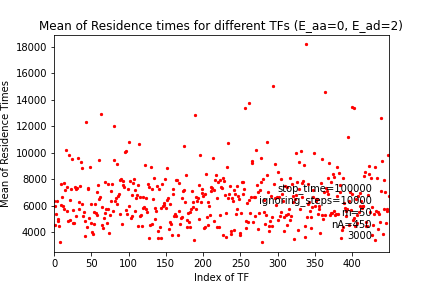 Mean of Residence times for different TFs (E_aa=0, E_ad=2)
Mean of Residence Times
18000
16000
14000
12000
10000
8000
6000
4000
stop_time=100000
ignoring_steps=10000
m=50
nA=450
3000
0 50 100 150 200 250 300 350 400
Index of TF